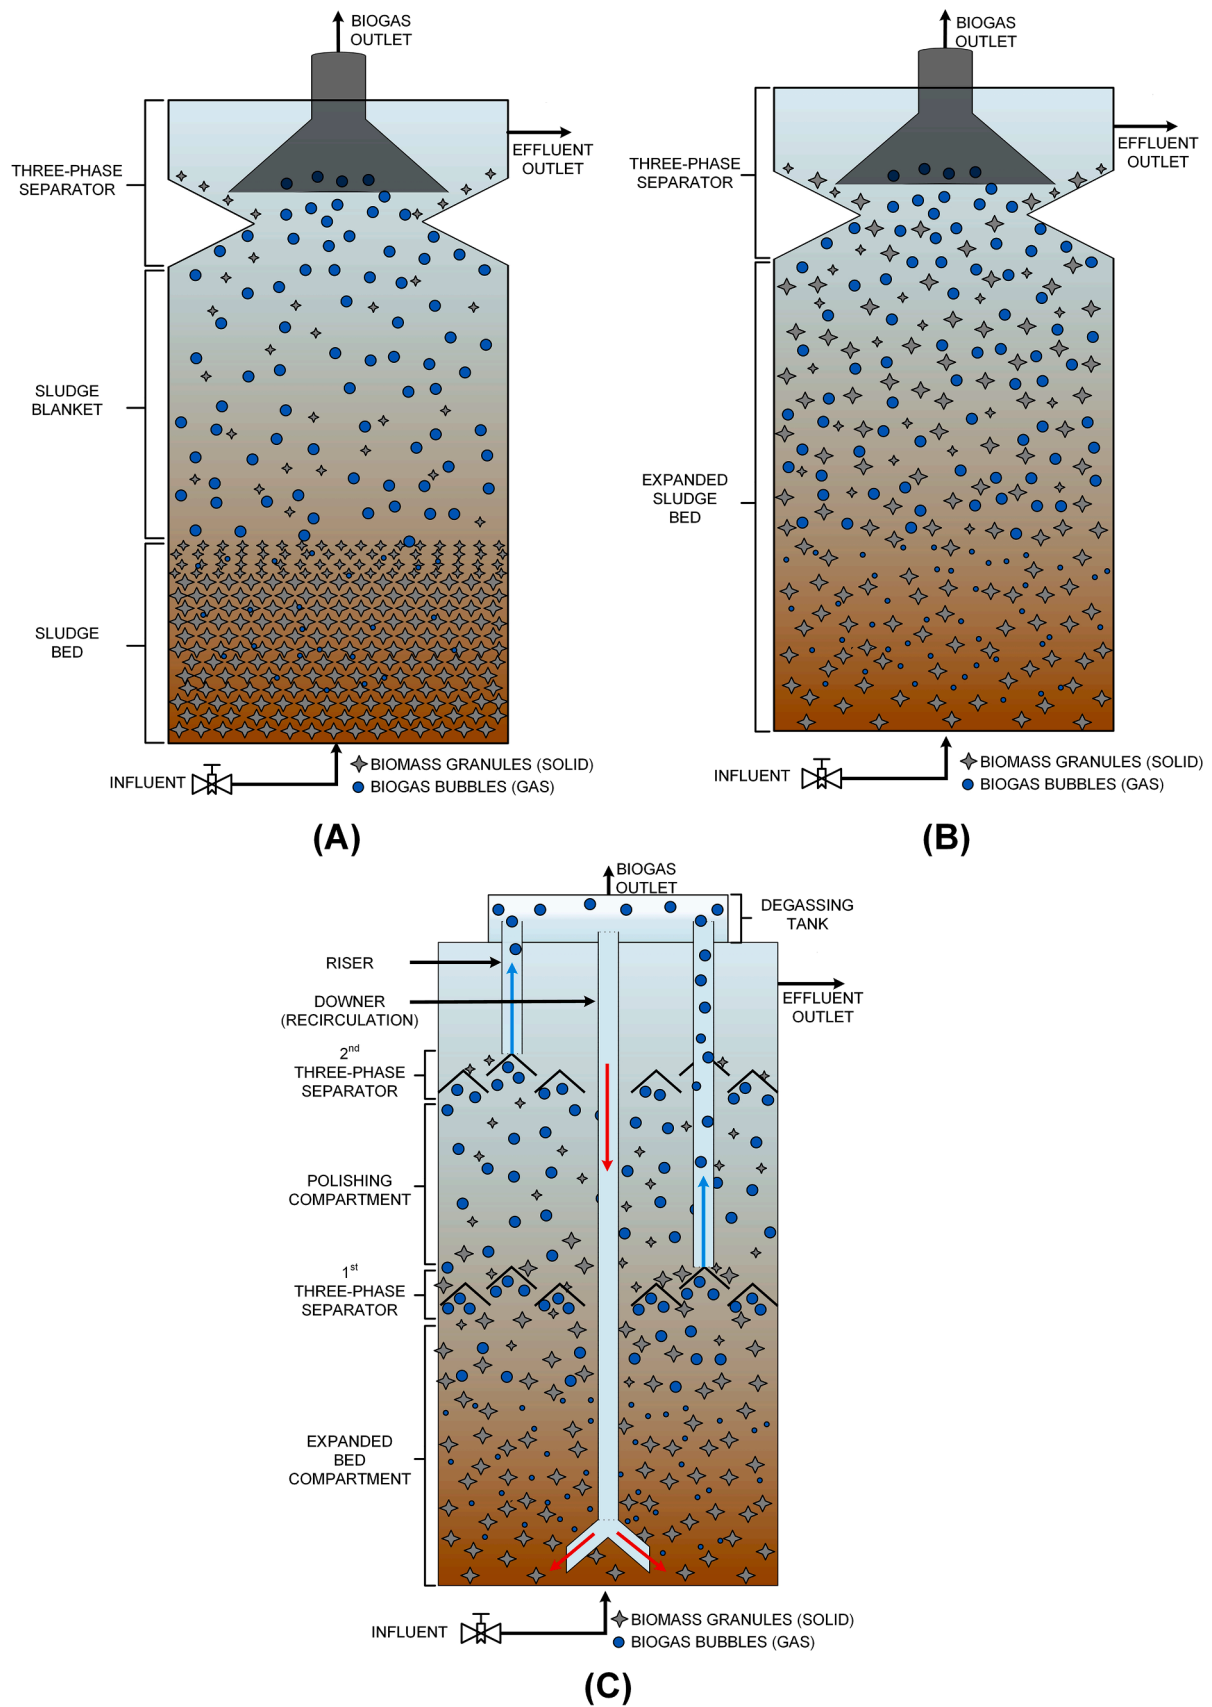 BIOGAS
OUTLET
THREE-PHASE
SEPARATOR
EFFLUENT
OUTLET
SLUDGE
BLANKET
SLUDGE
BED
INFLUENT
BIOMASS GRANULES (SOLID)
BIOGAS BUBBLES (GAS)
(A)
BIOGAS
OUTLET
THREE-PHASE
SEPARATOR
EFFLUENT
OUTLET
EXPANDED
SLUDGE
BED
INFLUENT
BIOMASS GRANULES (SOLID)
BIOGAS BUBBLES (GAS)
(B)
BIOGAS
OUTLET
DEGASSING
TANK
RISER
DOWNER
(RECIRCULATION)
EFFLUENT
OUTLET
2nd
THREE-PHASE
SEPARATOR
POLISHING
COMPARTMENT
1st
THREE-PHASE
SEPARATOR
EXPANDED
BED
COMPARTMENT
INFLUENT
BIOMASS GRANULES (SOLID)
BIOGAS BUBBLES (GAS)
(C)